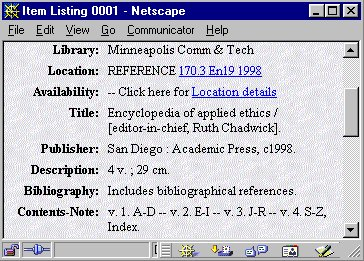 Item Listing 0001 - Netscape
File Edit View Go Communicator Help
Library: Minneapolis Comm & Tech
Location: REFERENCE 170.3 En19 1998
Availability: -- Click here for Location details
Title: Encyclopedia of applied ethics /
[editor-in-chief, Ruth Chadwick].
Publisher: San Diego : Academic Press, c1998.
Description: 4 v. ; 29 cm.
Bibliography: Includes bibliographical references.
Contents-Note: v. 1. A-D -- v. 2. E-I -- v. 3. J-R -- v. 4. S-Z,
Index.